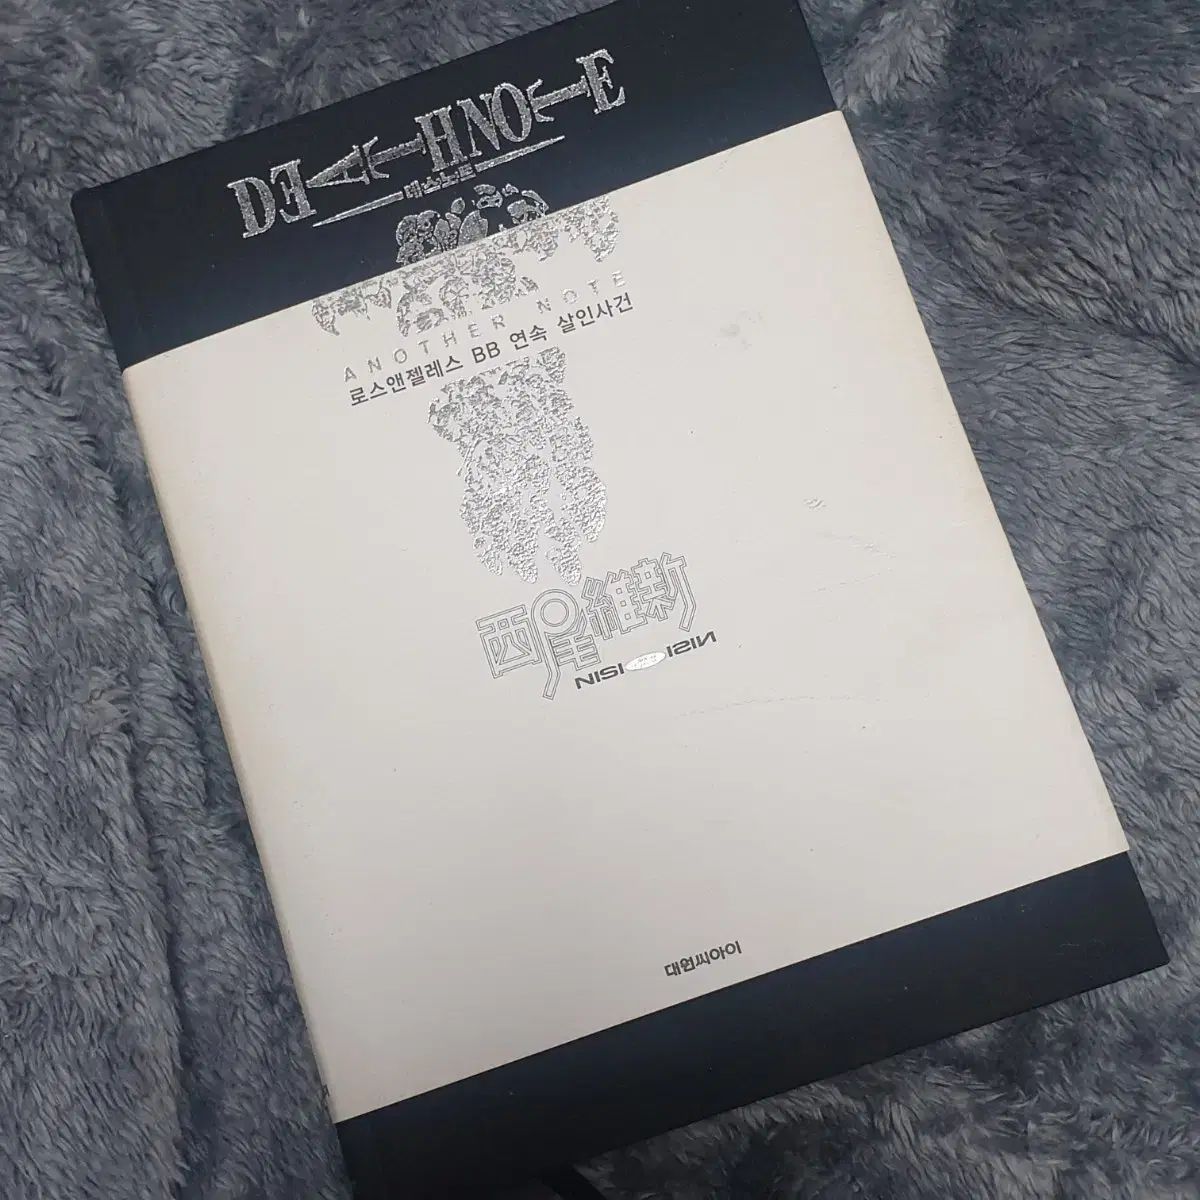 DEATH NOTE
데스노트
ANOTHER NOTE
로스앤젤레스 BB 연속 살인사건
西尾維新
NISIOISIN
대원씨아이